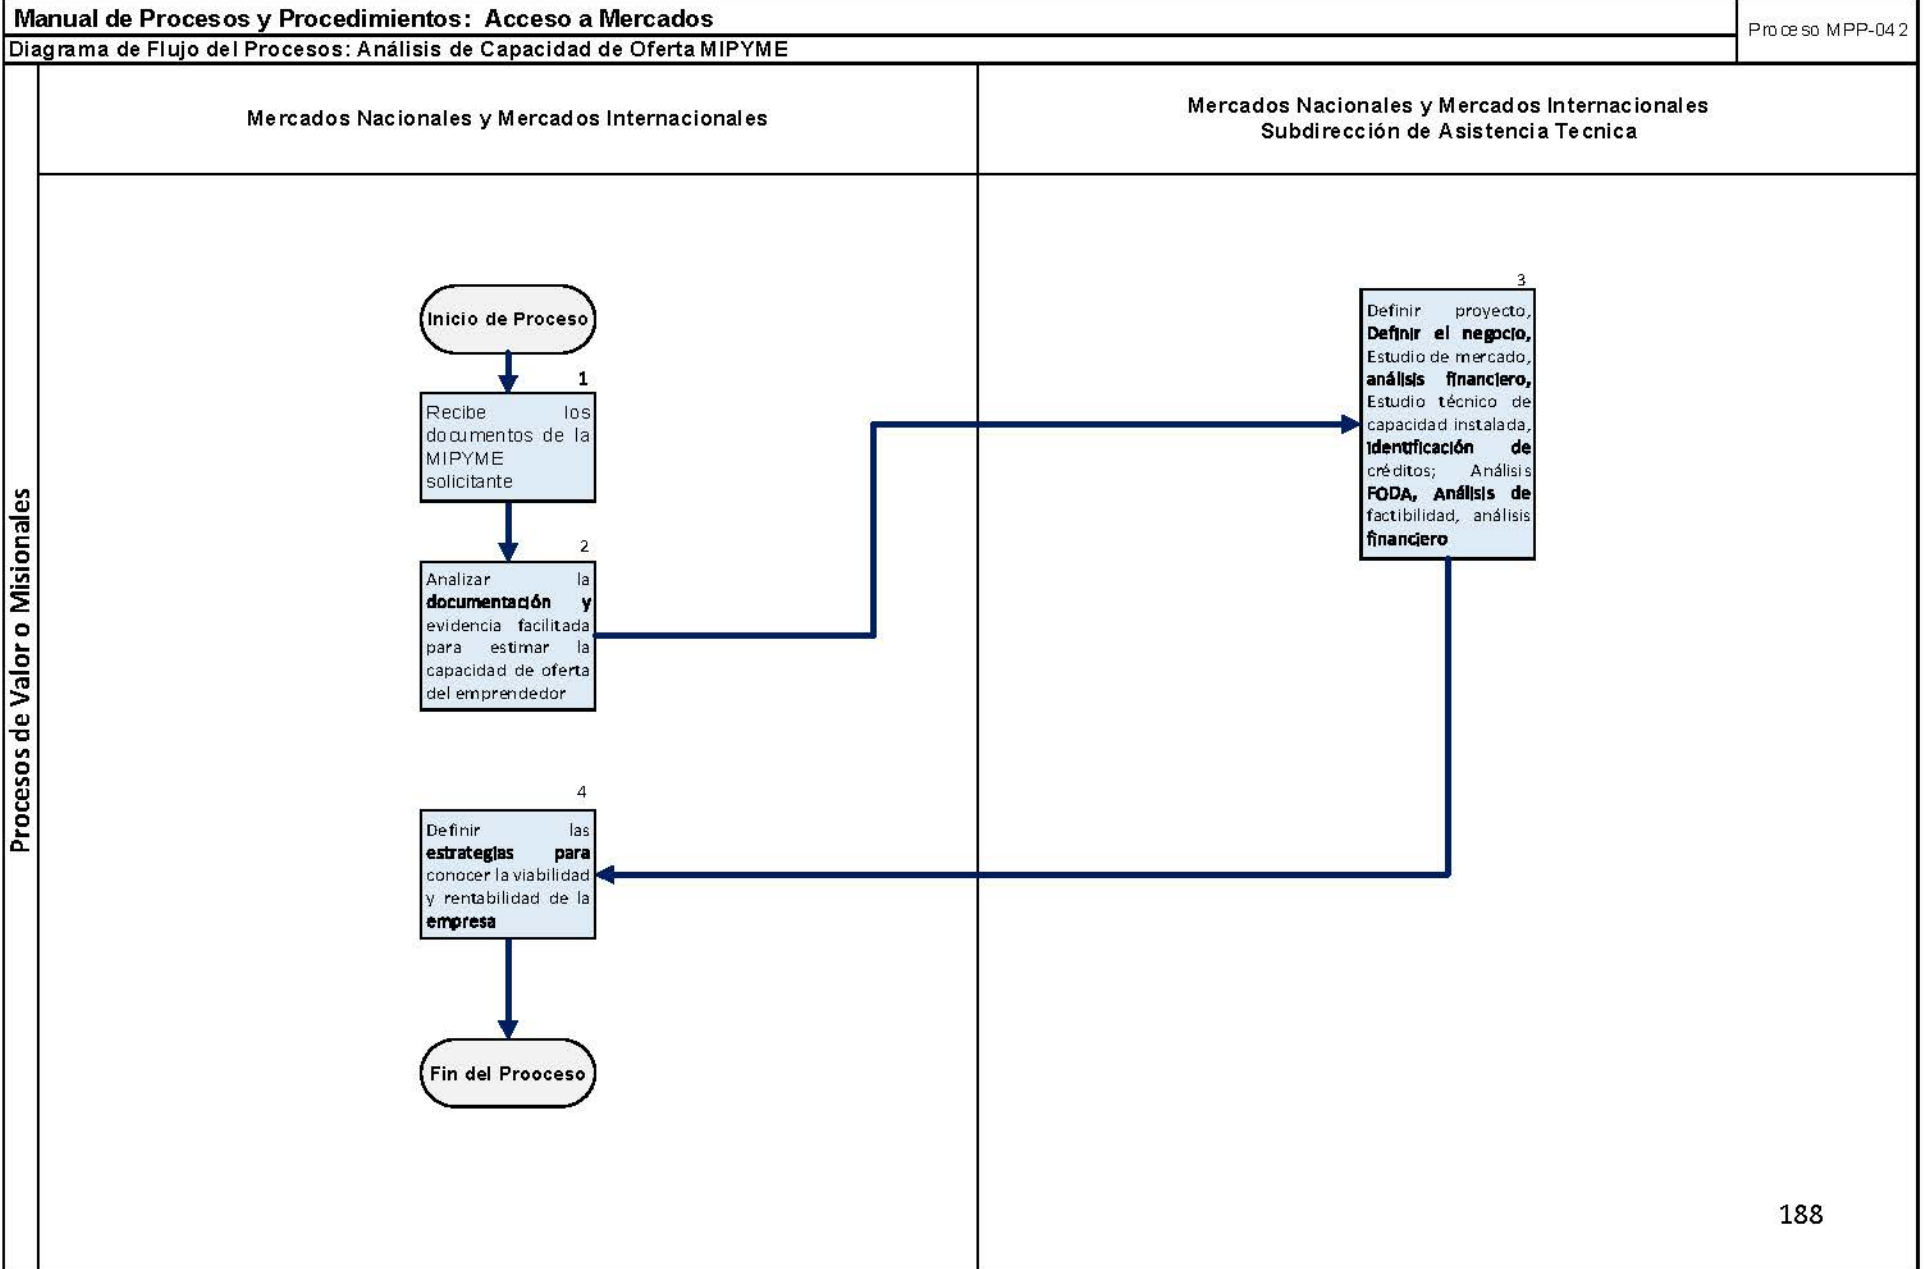 Manual de Procesos y Procedimientos: Acceso a Mercados
Proceso MPP-042
Diagrama de Flujo del Procesos: Análisis de Capacidad de Oferta MIPYME
Procesos de Valor o Misionales
Mercados Nacionales y Mercados Internacionales
Mercados Nacionales y Mercados Internacionales
Subdirección de Asistencia Tecnica
Inicio de Proceso
1
Recibe los
documentos de la
MIPYME
solicitante
2
Analizar la
documentación y
evidencia facilitada
para estimar la
capacidad de oferta
del emprendedor
3
Definir proyecto,
Definir el negocio,
Estudio de mercado,
análisis financiero,
Estudio técnico de
capacidad instalada,
identificación de
créditos; Análisis
FODA, Análisis de
factibilidad, análisis
financiero
4
Definir las
estrategias para
conocer la viabilidad
y rentabilidad de la
empresa
Fin del Prooceso
188